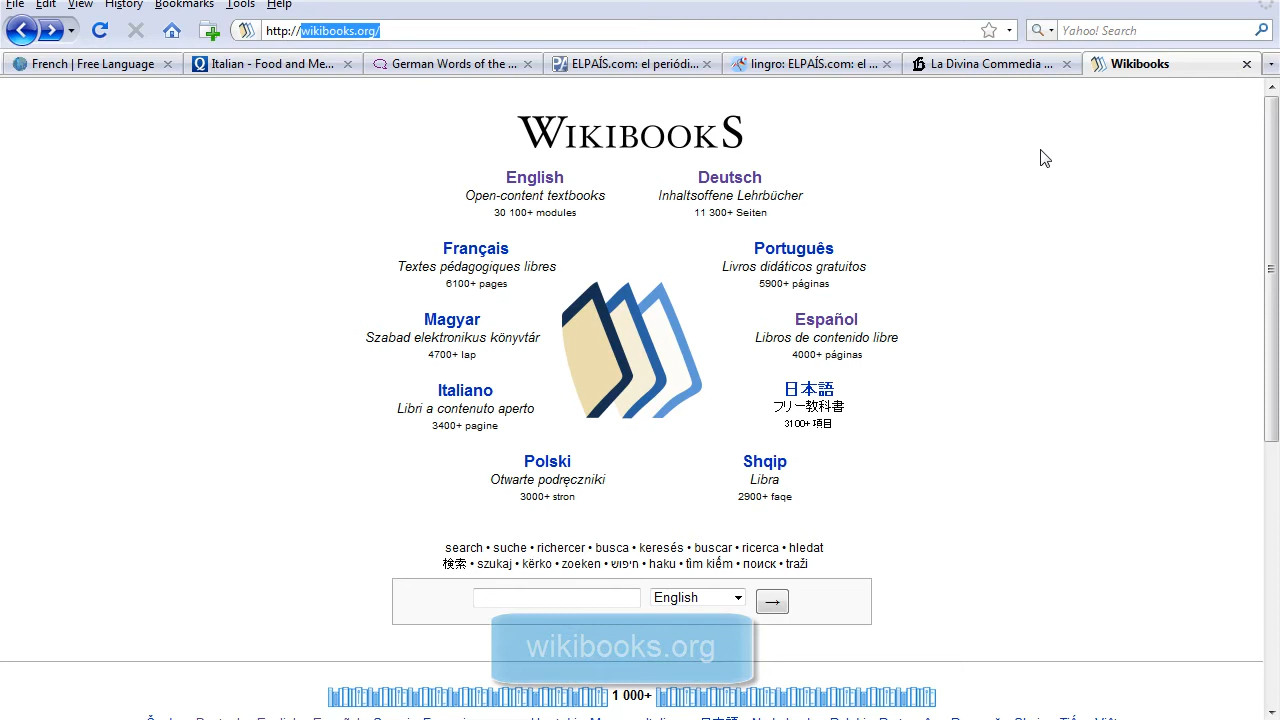 File Edit View History Bookmarks Tools Help
http://wikibooks.org/
Yahoo! Search
French | Free Language
Italian - Food and Me...
German Words of the ...
ELPAÍS.com: el periódi...
lingro: ELPAÍS.com: el ...
La Divina Commedia ...
Wikibooks
WIKIBOOKS
English Deutsch
Open-content textbooks Inhaltsoffene Lehrbücher
30 100+ modules 11 300+ Seiten
Français Português
Textes pédagogiques libres Livros didáticos gratuitos
6100+ pages 5900+ páginas
Magyar Español
Szabad elektronikus könyvtár Libros de contenido libre
4700+ lap 4000+ páginas
Italiano 日本語
Libri a contenuto aperto フリー教科書
3400+ pagine 3100+ 項目
Polski Shqip
Otwarte podręczniki Libra
3000+ stron 2900+ faqe
search • suche • richercer • busca • keresés • buscar • ricerca • hledat
検索 • szukaj • kërko • zoeken • חיפוש • haku • tìm kiếm • поиск • traži
English →
wikibooks.org
1 000+